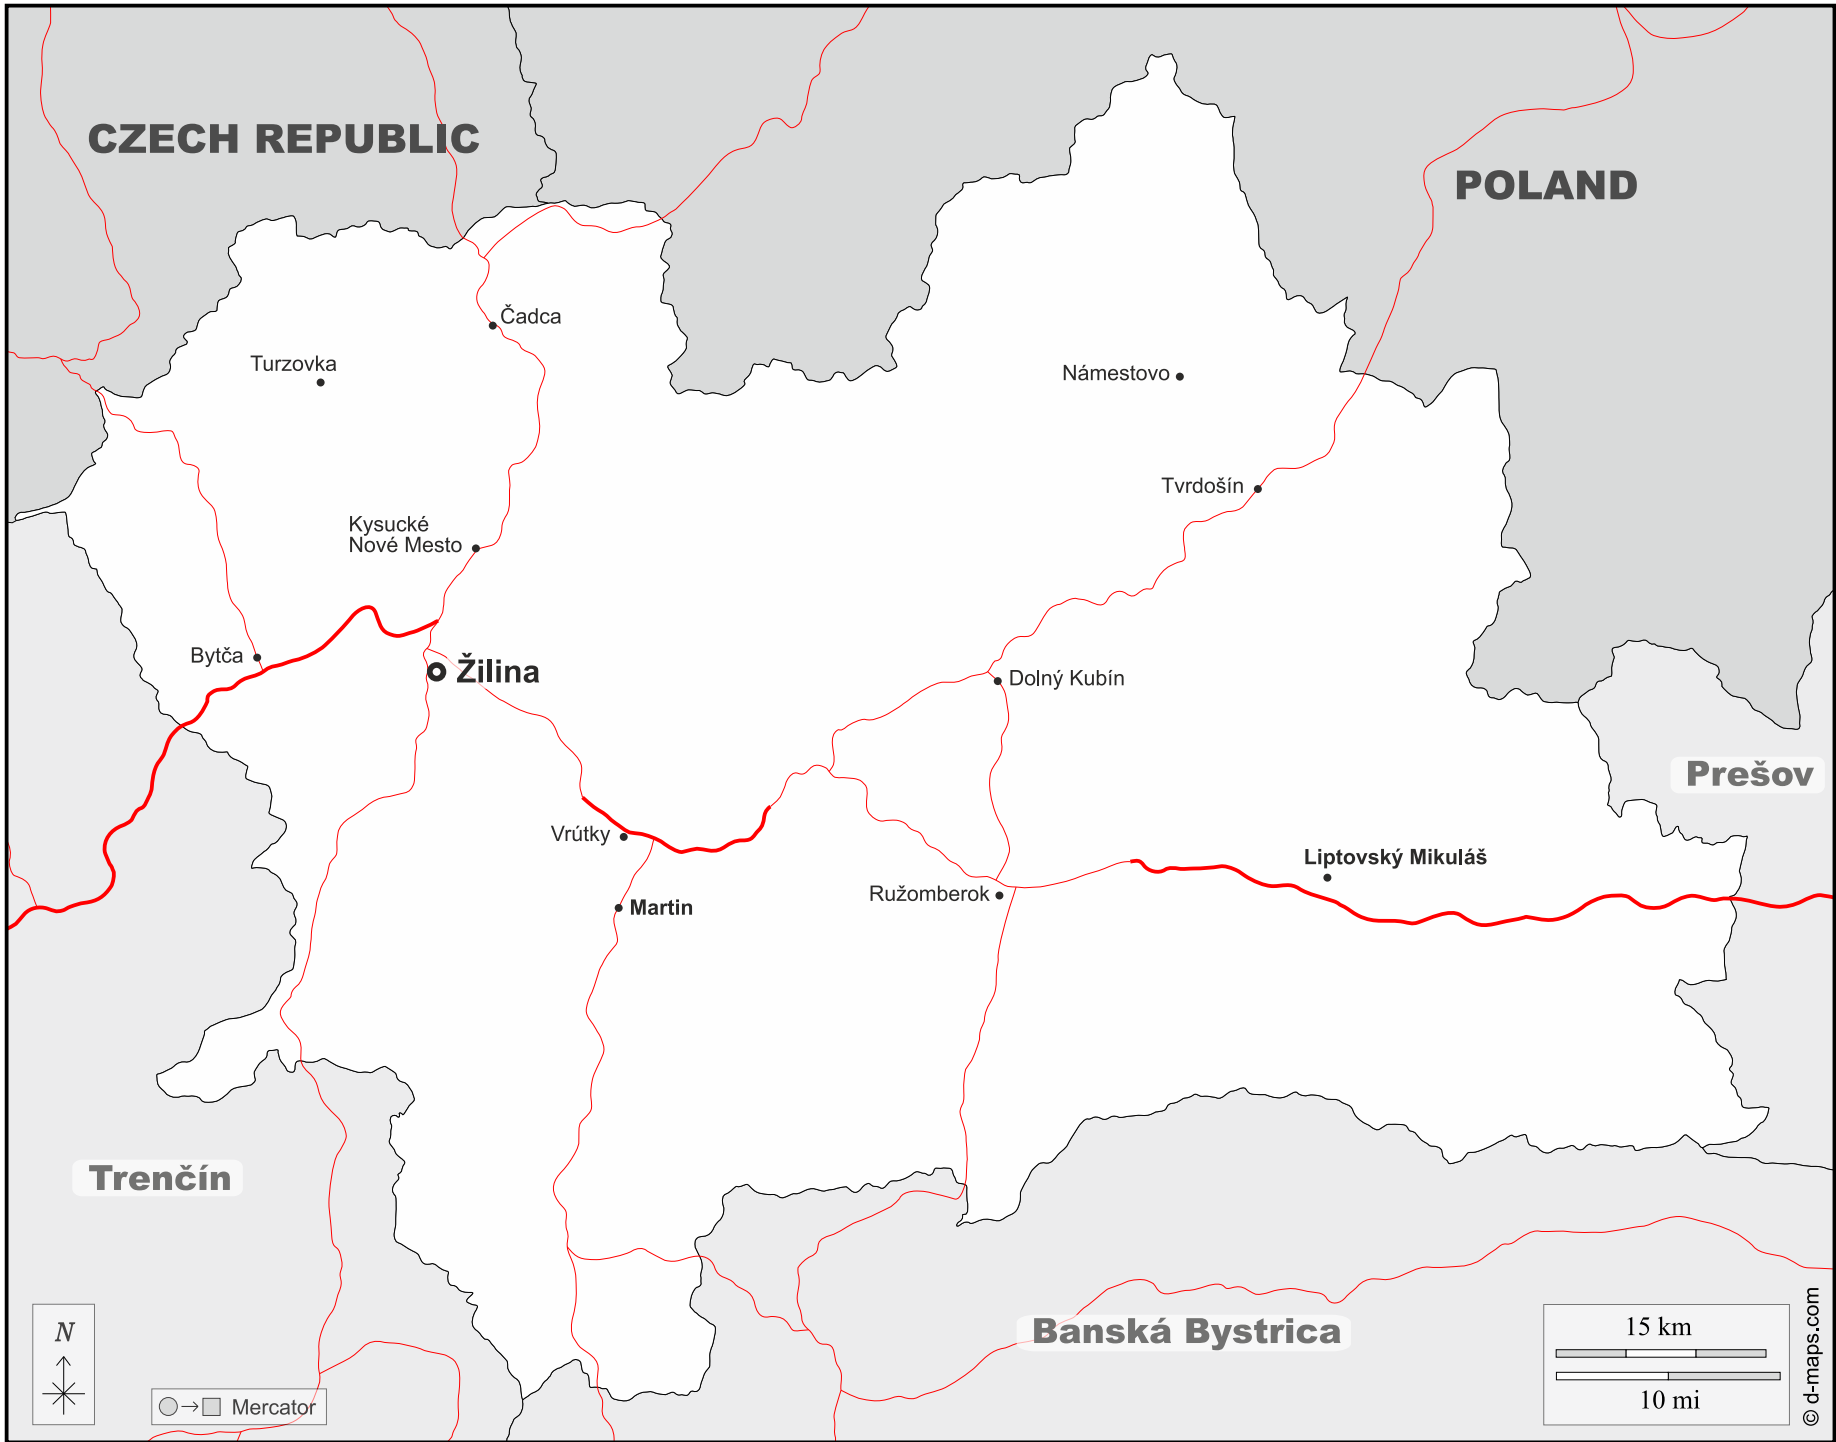 CZECH REPUBLIC
POLAND
Čadca
Turzovka
Námestovo
Tvrdošín
Kysucké
Nové Mesto
Bytča
Žilina
Dolný Kubín
Prešov
Vrútky
Liptovský Mikuláš
Ružomberok
Martin
Trenčín
Banská Bystrica
N
Mercator
15 km
10 mi
© d-maps.com